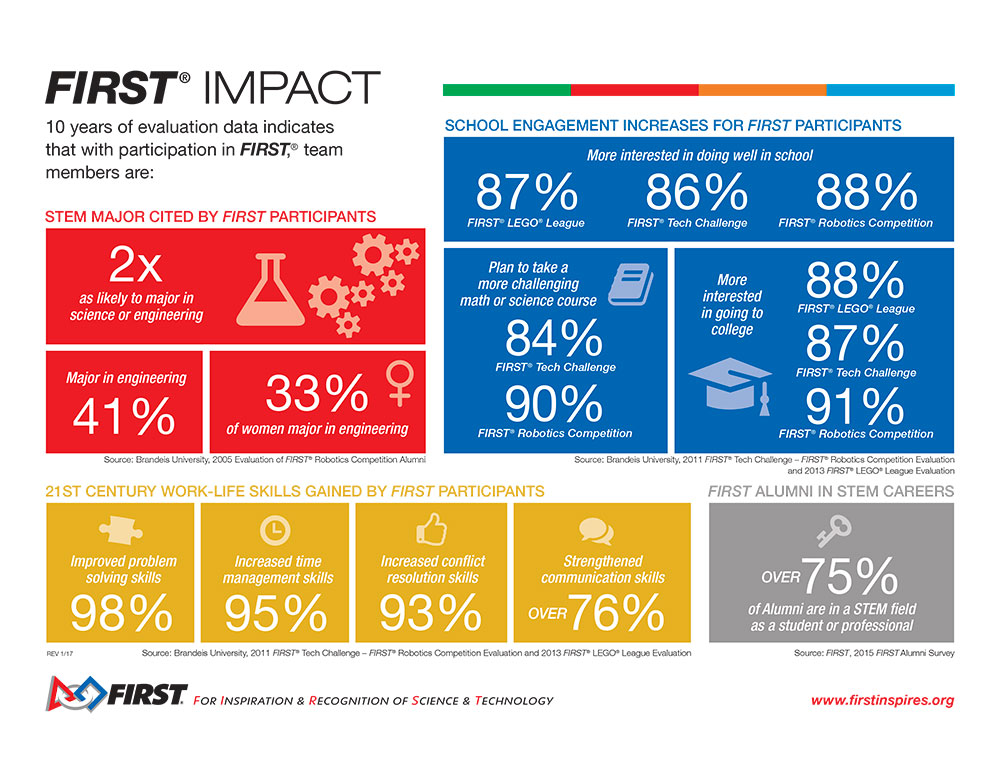 FIRST® IMPACT
10 years of evaluation data indicates
that with participation in FIRST,® team
members are:
STEM MAJOR CITED BY FIRST PARTICIPANTS
2x
as likely to major in
science or engineering
Major in engineering
41%
33%
of women major in engineering
Source: Brandeis University, 2005 Evaluation of FIRST® Robotics Competition Alumni
SCHOOL ENGAGEMENT INCREASES FOR FIRST PARTICIPANTS
More interested in doing well in school
87% 86% 88%
FIRST® LEGO® League FIRST® Tech Challenge FIRST® Robotics Competition
Plan to take a
more challenging
math or science course
84%
FIRST® Tech Challenge
90%
FIRST® Robotics Competition
More
interested
in going to
college
88%
FIRST® LEGO® League
87%
FIRST® Tech Challenge
91%
FIRST® Robotics Competition
Source: Brandeis University, 2011 FIRST® Tech Challenge – FIRST® Robotics Competition Evaluation
and 2013 FIRST® LEGO® League Evaluation
21ST CENTURY WORK-LIFE SKILLS GAINED BY FIRST PARTICIPANTS
Improved problem
solving skills
98%
Increased time
management skills
95%
Increased conflict
resolution skills
93%
Strengthened
communication skills
OVER 76%
REV 1/17
Source: Brandeis University, 2011 FIRST® Tech Challenge – FIRST® Robotics Competition Evaluation and 2013 FIRST® LEGO® League Evaluation
FIRST ALUMNI IN STEM CAREERS
OVER 75%
of Alumni are in a STEM field
as a student or professional
Source: FIRST, 2015 FIRST Alumni Survey
FIRST® FOR INSPIRATION & RECOGNITION OF SCIENCE & TECHNOLOGY
www.firstinspires.org